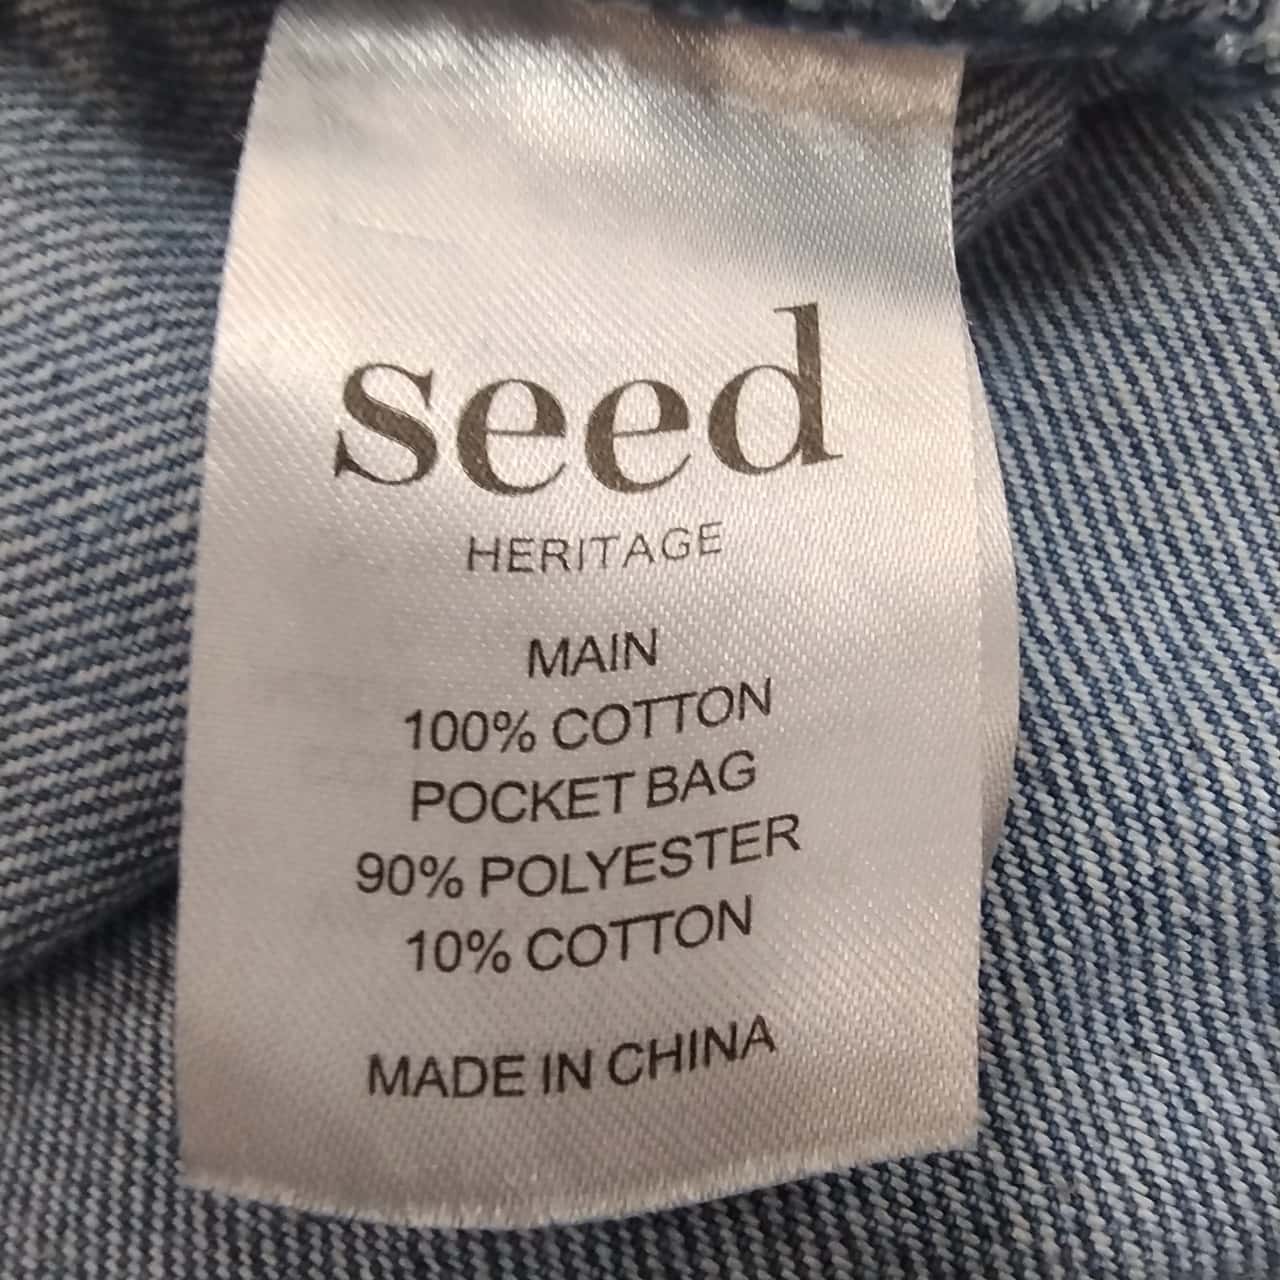 seed
HERITAGE
MAIN
100% COTTON
POCKET BAG
90% POLYESTER
10% COTTON
MADE IN CHINA